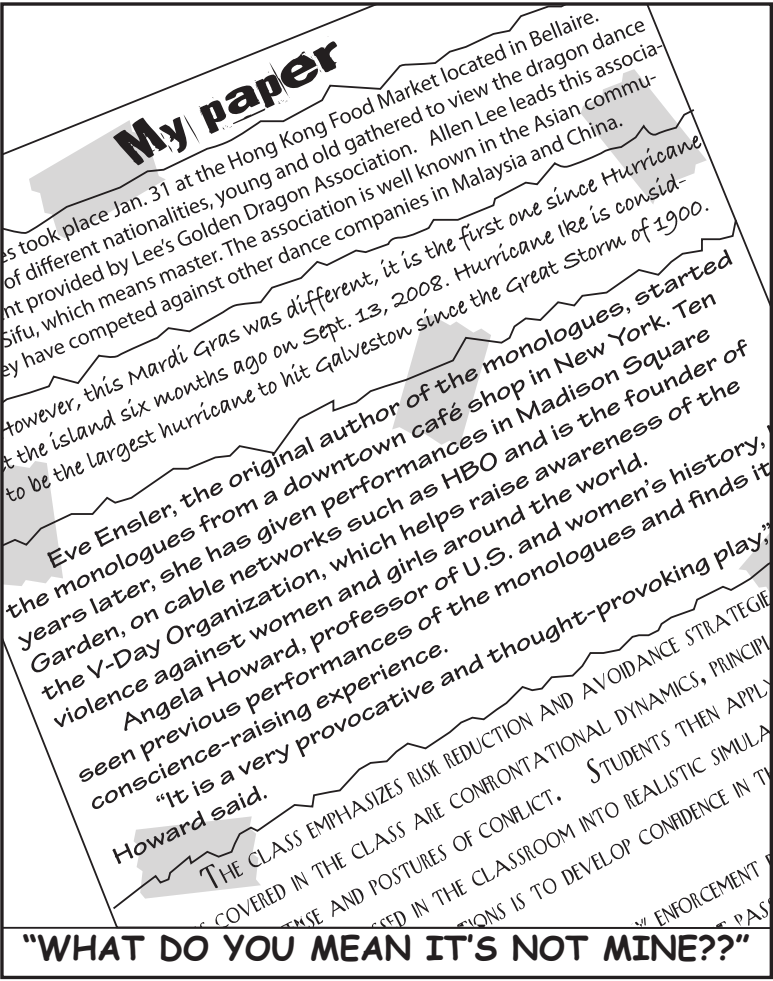 My paper
es took place Jan. 31 at the Hong Kong Food Market located in Bellaire.
of different nationalities, young and old gathered to view the dragon dance
nt provided by Lee's Golden Dragon Association. Allen Lee leads this associa-
Sifu, which means master. The association is well known in the Asian commu-
ey have competed against other dance companies in Malaysia and China.
However, this Mardi Gras was different, it is the first one since Hurricane
t the island six months ago on Sept. 13, 2008. Hurricane Ike is consid-
to be the largest hurricane to hit Galveston since the Great Storm of 1900.
Eve Ensler, the original author of the monologues, started
the monologues from a downtown café shop in New York. Ten
years later, she has given performances in Madison Square
Garden, on cable networks such as HBO and is the founder of
the V-Day Organization, which helps raise awareness of the
violence against women and girls around the world.
Angela Howard, professor of U.S. and women's history,
seen previous performances of the monologues and finds it
conscience-raising experience.
"It is a very provocative and thought-provoking play,"
Howard said.
THE CLASS EMPHASIZES RISK REDUCTION AND AVOIDANCE STRATEGIE
COVERED IN THE CLASS ARE CONFRONTATIONAL DYNAMICS, PRINCIPL
NSE AND POSTURES OF CONFLICT. STUDENTS THEN APPLY
SED IN THE CLASSROOM INTO REALISTIC SIMULA
IONS IS TO DEVELOP CONFIDENCE IN TH
ENFORCEMENT
PAS
"WHAT DO YOU MEAN IT'S NOT MINE??"